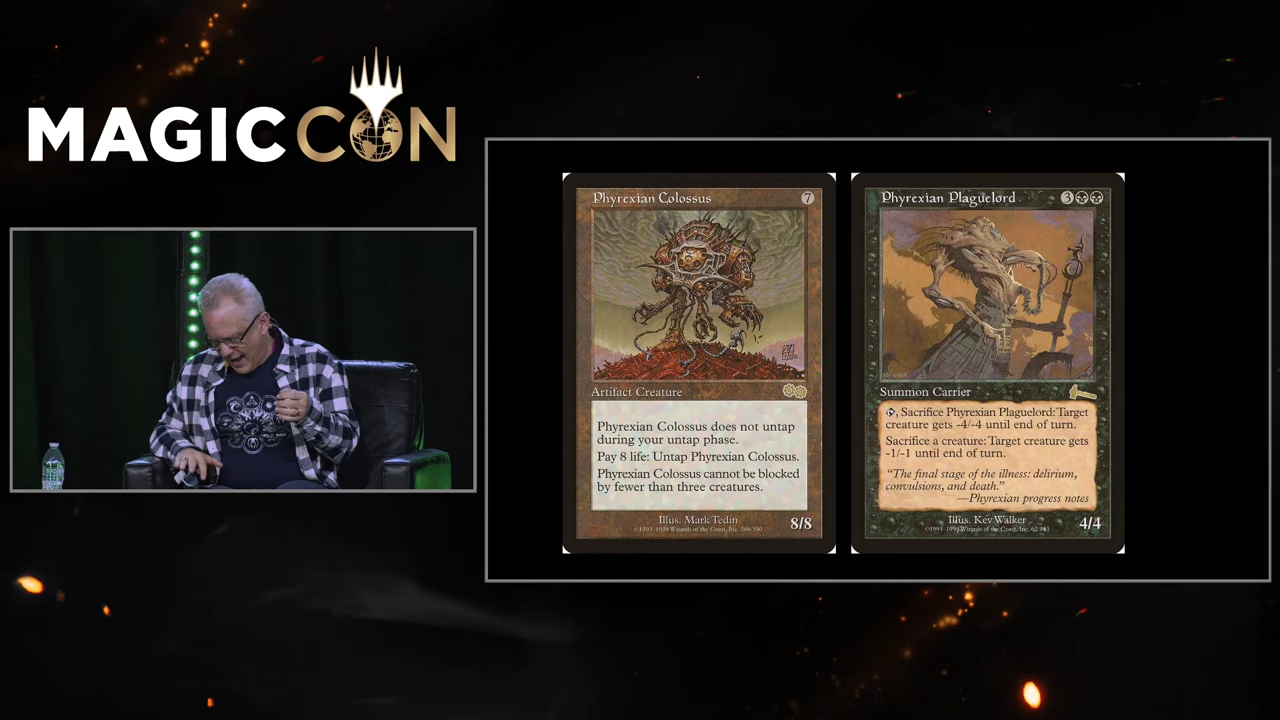 MAGICCON
Phyrexian Colossus 7
Artifact Creature
Phyrexian Colossus does not untap
during your untap phase.
Pay 8 life: Untap Phyrexian Colossus.
Phyrexian Colossus cannot be blocked
by fewer than three creatures.
Illus. Mark Tedin
8/8
Phyrexian Plaguelord 3
Summon Carrier
, Sacrifice Phyrexian Plaguelord: Target
creature gets -4/-4 until end of turn.
Sacrifice a creature: Target creature gets
-1/-1 until end of turn.
"The final stage of the illness: delirium,
convulsions, and death."
—Phyrexian progress notes
Illus. Kev Walker
4/4